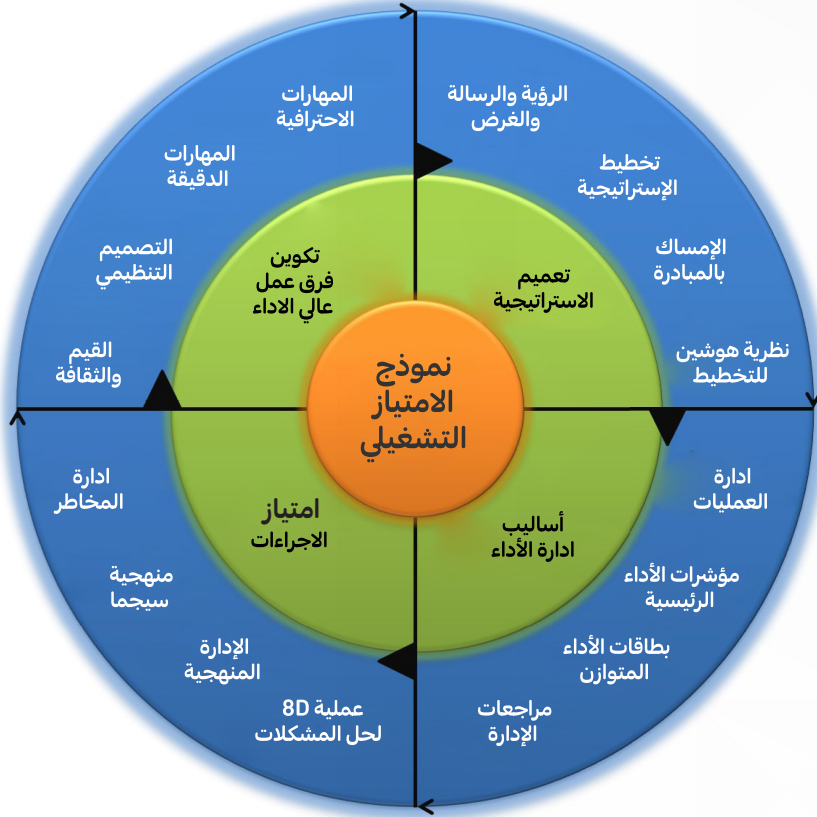 نموذج
الامتياز
التشغيلي
تعميم
الاستراتيجية
الرؤية والرسالة
والغرض
تخطيط
الإستراتيجية
الإمساك
بالمبادرة
نظرية هوشين
للتخطيط
أساليب
ادارة الأداء
ادارة
العمليات
مؤشرات الأداء
الرئيسية
بطاقات الأداء
المتوازن
مراجعات
الإدارة
امتياز
الاجراءات
عملية 8D
لحل المشكلات
الإدارة
المنهجية
منهجية
سيجما
ادارة
المخاطر
تكوين
فرق عمل
عالي الاداء
القيم
والثقافة
التصميم
التنظيمي
المهارات
الدقيقة
المهارات
الاحترافية